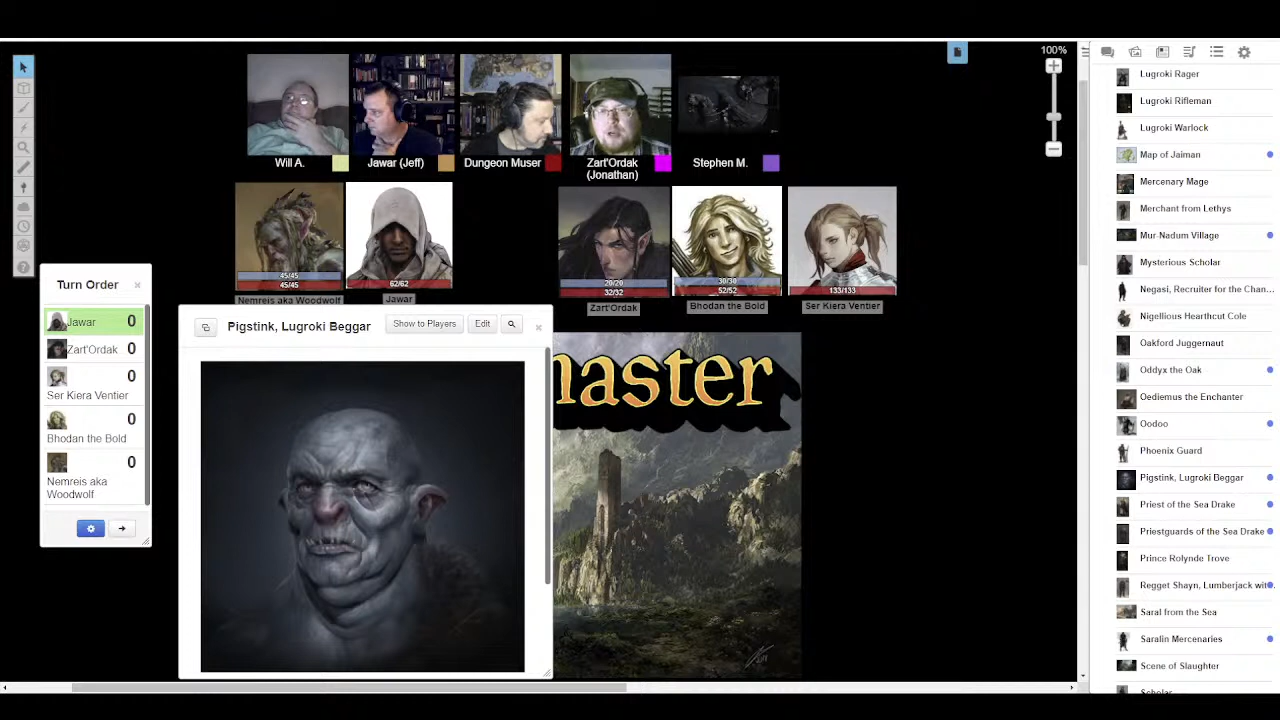 100%
Will A.
Jawar (Jeff)
Dungeon Muser
Zart'Ordak
(Jonathan)
Stephen M.
45/45
45/45
Nemreis aka Woodwolf
62/62
Jawar
20/20
32/32
Zart'Ordak
30/30
52/52
Bhodan the Bold
133/133
Ser Kiera Ventier
Turn Order
Jawar 0
Zart'Ordak 0
0
Ser Kiera Ventier
0
Bhodan the Bold
0
Nemreis aka
Woodwolf
Pigstink, Lugroki Beggar
Show to Players
Edit
master
Lugroki Rager
Lugroki Rifleman
Lugroki Warlock
Map of Jaiman
Mercenary Mage
Merchant from Lethys
Mur-Nadum Village
Mysterious Scholar
Negasi, Recruiter for the Chan...
Nigellious Hearthcut Cole
Oakford Juggernaut
Oddyx the Oak
Oediemus the Enchanter
Oodoo
Phoenix Guard
Pigstink, Lugroki Beggar
Priest of the Sea Drake
Priestguards of the Sea Drake
Prince Rolynde Trove
Regget Shayn, Lumberjack wit...
Saral from the Sea
Saralin Mercenaries
Scene of Slaughter
Scholar